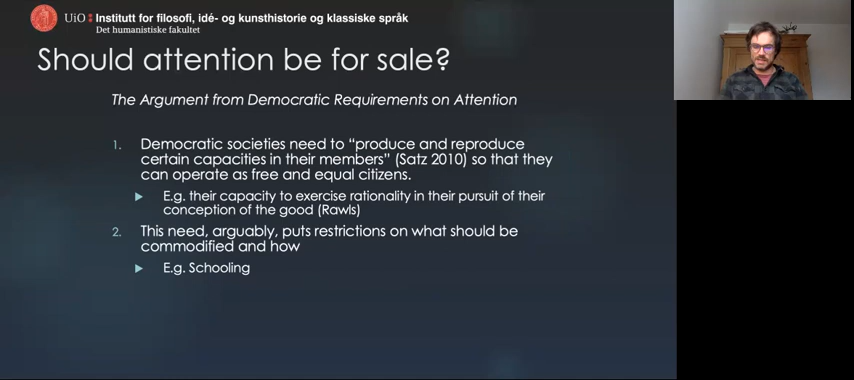 UiO Institutt for filosofi, idé- og kunsthistorie og klassiske språk
Det humanistiske fakultet
Should attention be for sale?
The Argument from Democratic Requirements on Attention
1. Democratic societies need to “produce and reproduce
certain capacities in their members” (Satz 2010) so that they
can operate as free and equal citizens.
E.g. their capacity to exercise rationality in their pursuit of their
conception of the good (Rawls)
2. This need, arguably, puts restrictions on what should be
commodified and how
E.g. Schooling